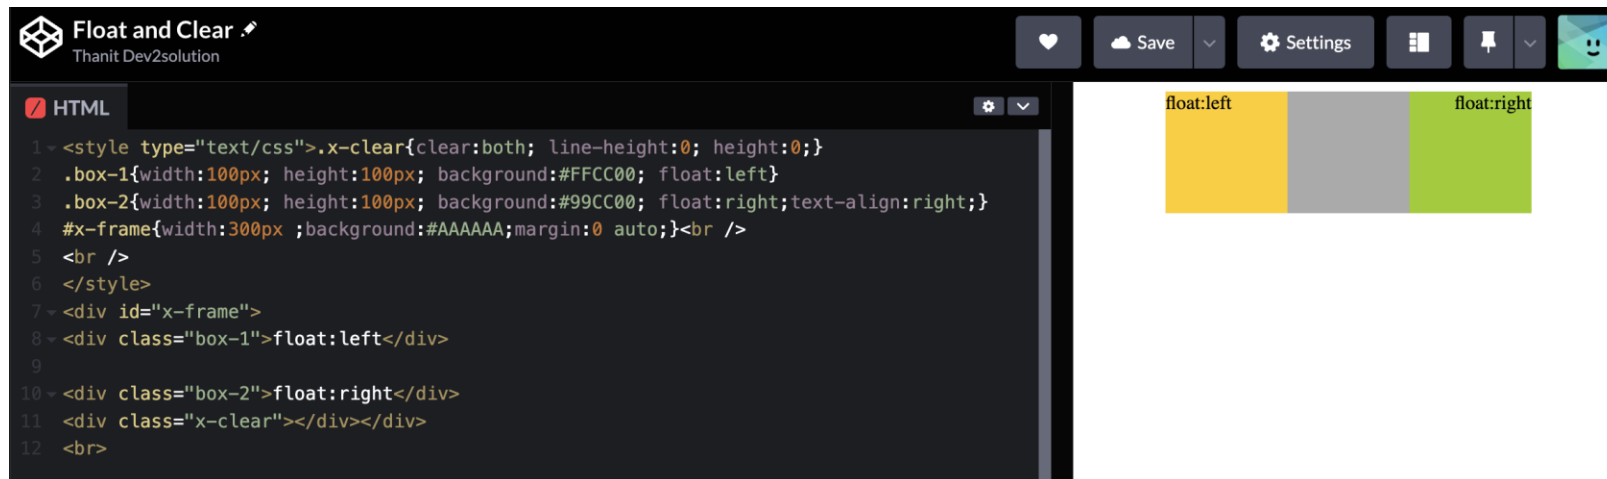 Float and Clear
Thanit Dev2solution
Save
Settings
HTML
1 <style type="text/css">.x-clear{clear:both; line-height:0; height:0;}
2 .box-1{width:100px; height:100px; background:#FFCC00; float:left}
3 .box-2{width:100px; height:100px; background:#99CC00; float:right;text-align:right;}
4 #x-frame{width:300px ;background:#AAAAAA;margin:0 auto;}<br />
5 <br />
6 </style>
7 <div id="x-frame">
8 <div class="box-1">float:left</div>
9
10 <div class="box-2">float:right</div>
11 <div class="x-clear"></div></div>
12 <br>
float:left
float:right